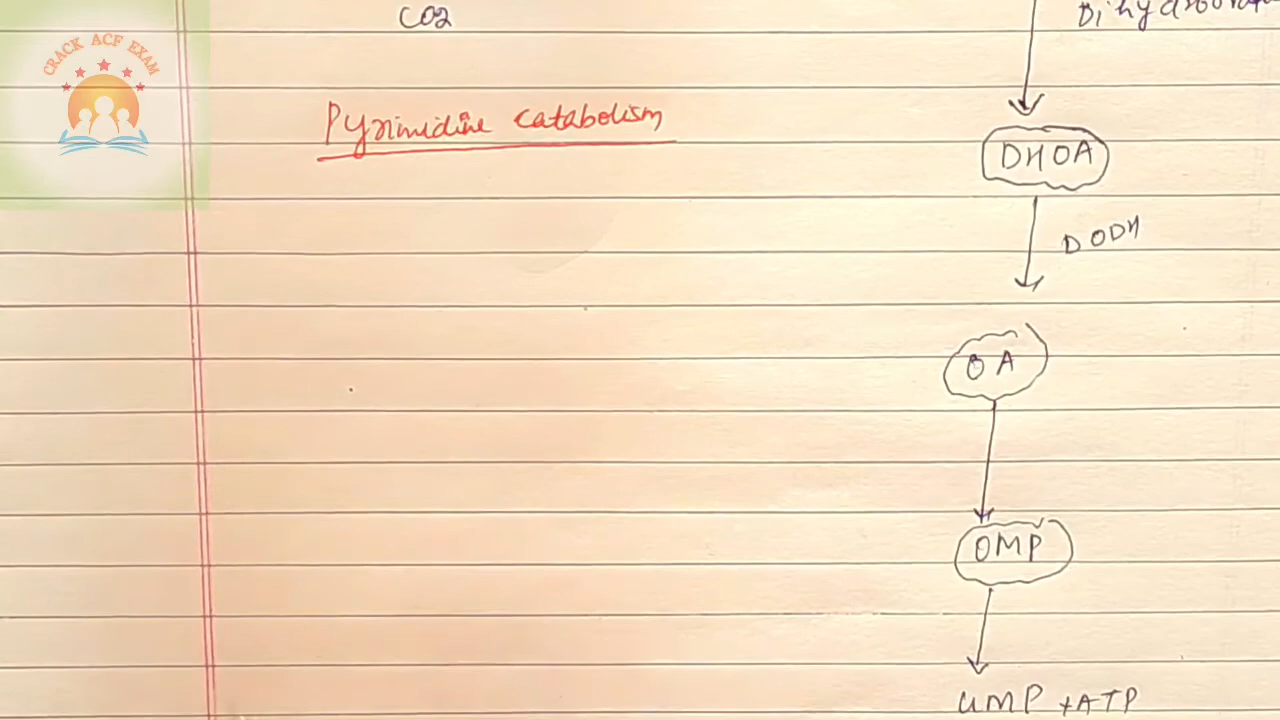 CO2
CRACK ACF EXAM
Pyrimidine catabolism
DHOA
DODH
OA
OMP
UMP + ATP